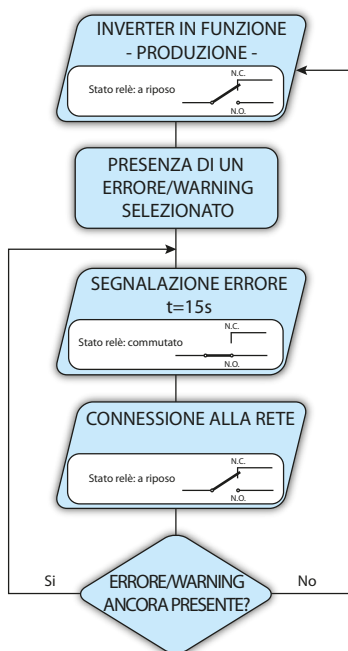 INVERTER IN FUNZIONE
- PRODUZIONE -
N.C.
Stato relè: a riposo
N.O.
PRESENZA DI UN
ERRORE/WARNING
SELEZIONATO
SEGNALAZIONE ERRORE
t=15s
N.C.
Stato relè: commutato
N.O.
CONNESSIONE ALLA RETE
N.C.
Stato relè: a riposo
N.O.
Si
ERRORE/WARNING
ANCORA PRESENTE?
No